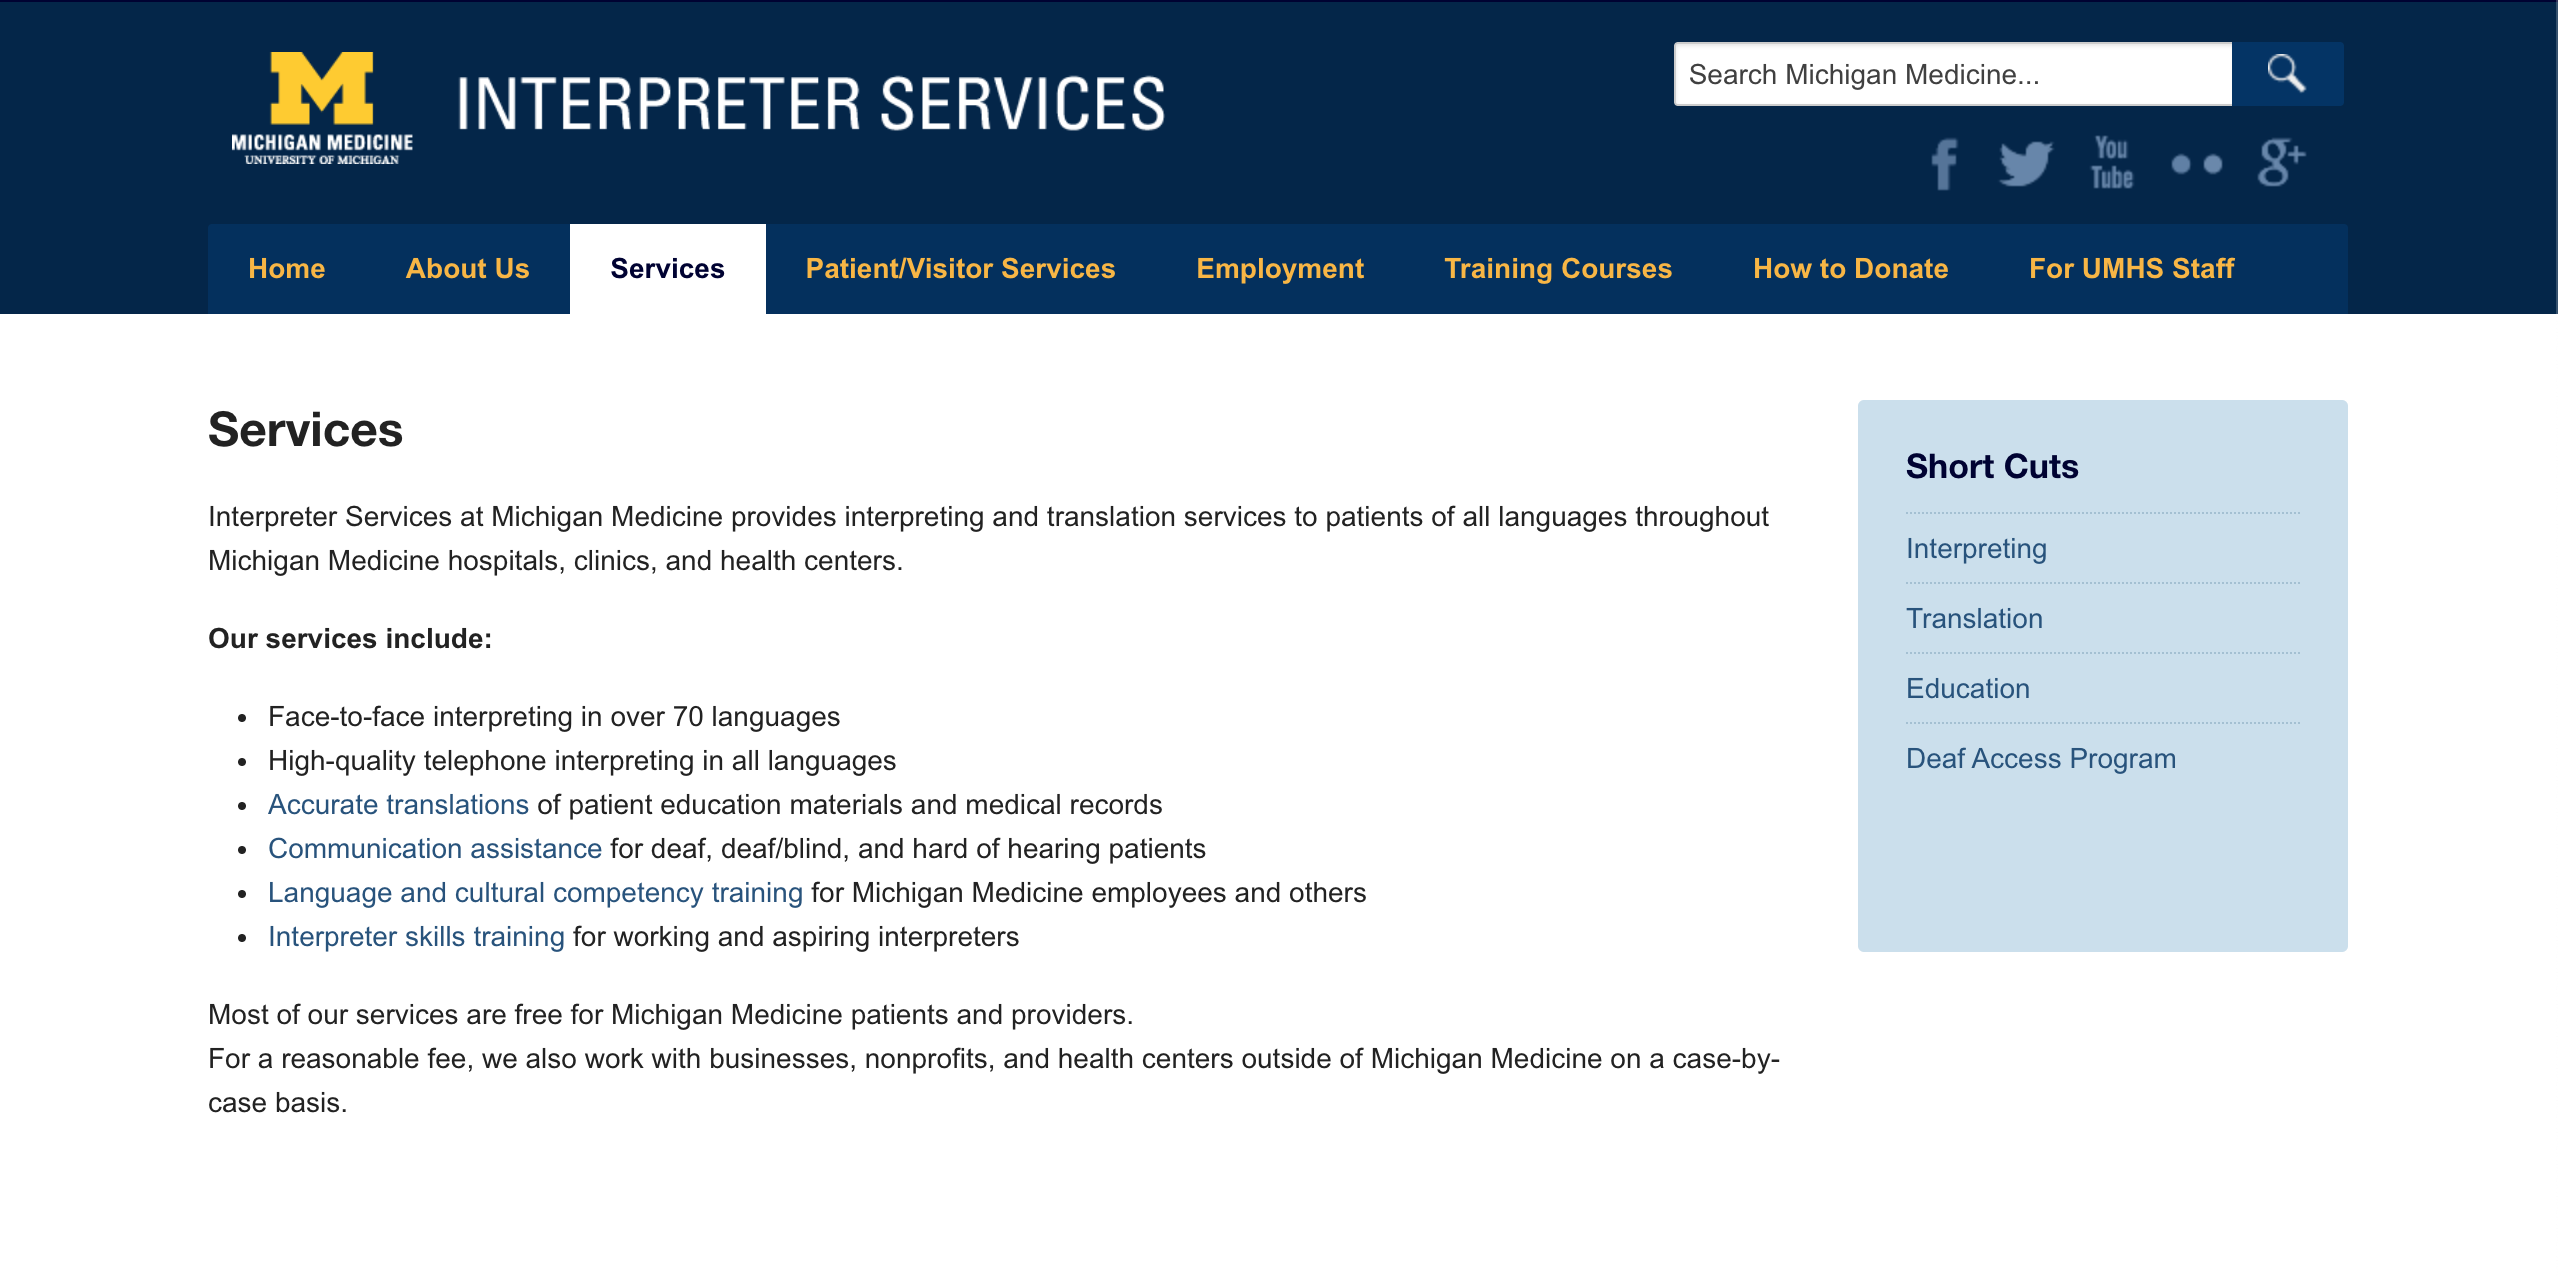 M
MICHIGAN MEDICINE
UNIVERSITY OF MICHIGAN
INTERPRETER SERVICES
Search Michigan Medicine...
f
You
Tube
g+
Home
About Us
Services
Patient/Visitor Services
Employment
Training Courses
How to Donate
For UMHS Staff
Services
Interpreter Services at Michigan Medicine provides interpreting and translation services to patients of all languages throughout
Michigan Medicine hospitals, clinics, and health centers.
Our services include:
• Face-to-face interpreting in over 70 languages
• High-quality telephone interpreting in all languages
• Accurate translations of patient education materials and medical records
• Communication assistance for deaf, deaf/blind, and hard of hearing patients
• Language and cultural competency training for Michigan Medicine employees and others
• Interpreter skills training for working and aspiring interpreters
Most of our services are free for Michigan Medicine patients and providers.
For a reasonable fee, we also work with businesses, nonprofits, and health centers outside of Michigan Medicine on a case-by-
case basis.
Short Cuts
Interpreting
Translation
Education
Deaf Access Program